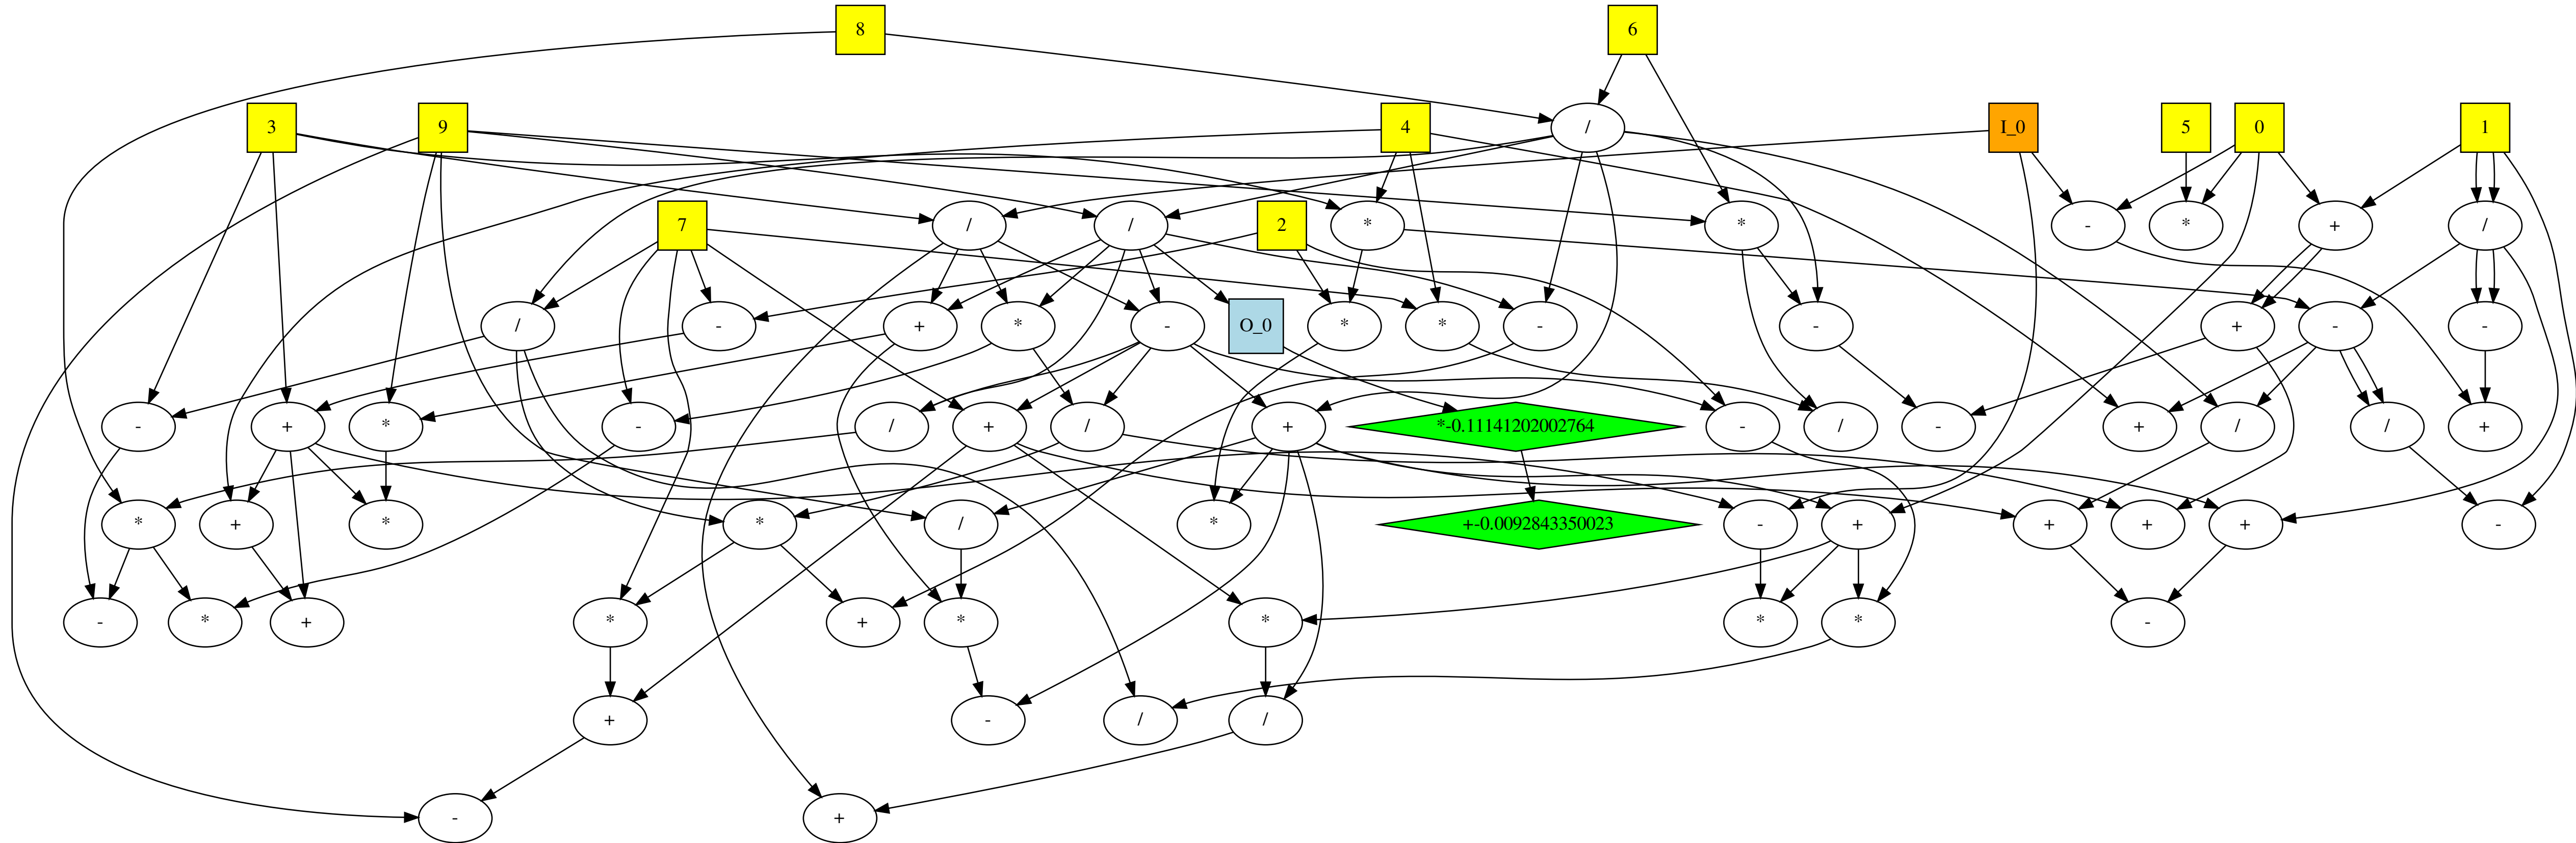 8 6
3 9 4 / I_0 5 0 1
7 / / 2 * * - * + /
/ - + * - O_0 * * - - + - -
- + * - / + / + *-0.11141202002764 - / - + / / +
* + * * / * +-0.0092843350023 - + + + + -
- * + * + * * * * -
+ - / /
- +